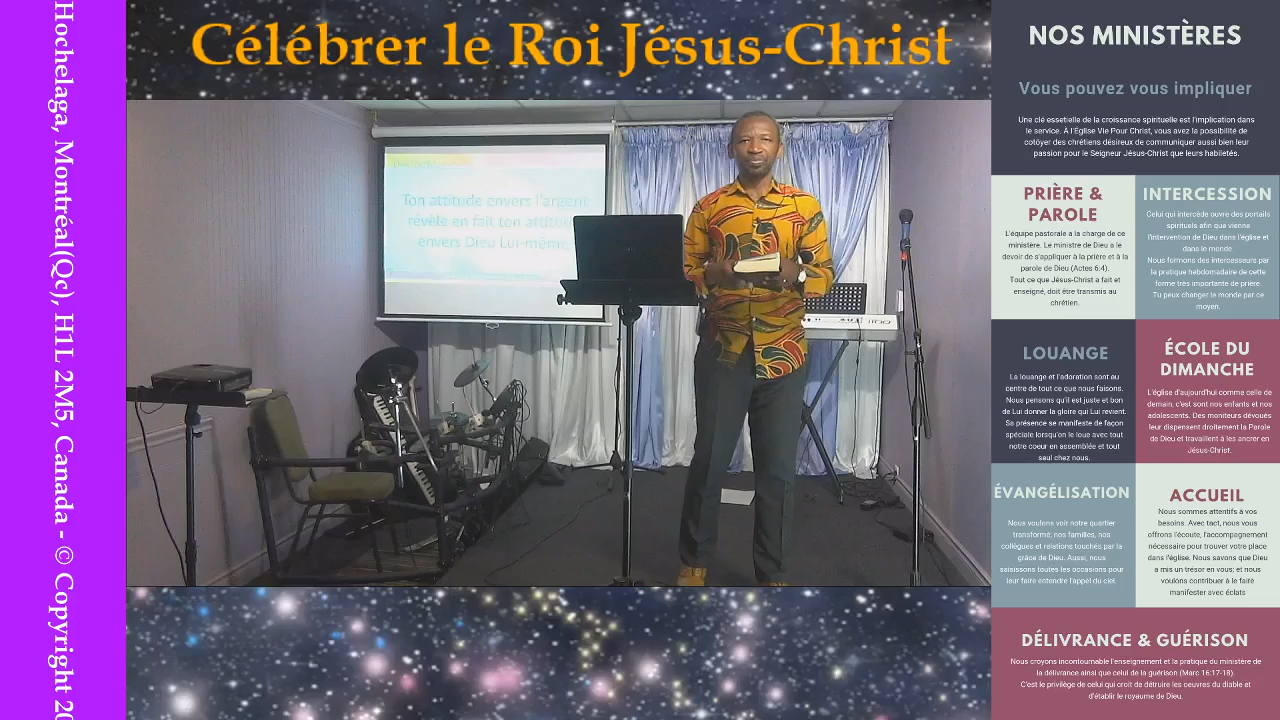 Hochelaga, Montréal(Qc), H1L 2M5, Canada - © Copyright
Célébrer le Roi Jésus-Christ
Ton attitude envers l'argent
révèle en fait ton attitude
envers Dieu Lui-même
NOS MINISTÈRES
Vous pouvez vous impliquer
Une clé essetielle de la croissance spirtuelle est l'implication dans
le service. À l'Église Vie Pour Christ, vous avez la possibilité de
cotôyer des chrétiens désireux de communiquer aussi bien leur
passion pour le Seigneur Jésus-Christ que leurs habiletés.
PRIÈRE &
PAROLE
L'équipe pastorale a la charge de ce
ministère. Le ministre de Dieu a le
devoir de s'appliquer à la prière et à la
parole de Dieu (Actes 6:4).
Tout ce que Jésus-Christ a fait et
enseigné, doit être transmis au
chrétien.
INTERCESSION
Celui qui intercède ouvre des portails
spirituels afin que vienne
l'intervention de Dieu dans l'église et
dans le monde.
Nous formons des intercesseurs par
la pratique hebdomadaire de cette
forme très importante de prière.
Tu peux changer le monde par ce
moyen.
LOUANGE
La louange et l'adoration sont au
centre de tout ce que nous faisons.
Nous pensons qu'il est juste et bon
de Lui donner la gloire qui Lui revient.
Sa présence se manifeste de façon
spéciale lorsqu'on le loue avec tout
notre coeur en assemblée et tout
seul chez nous.
ÉCOLE DU
DIMANCHE
L'église d'aujourd'hui comme celle de
demain, c'est sont nos enfants et nos
adolescents. Des moniteurs dévoués
leur dispensent droitement la Parole
de Dieu et travaillent à les ancrer en
Jésus-Christ.
ÉVANGÉLISATION
Nous voulons voir notre quartier
transformé; nos familles, nos
collègues et relations touchés par la
grâce de Dieu. Aussi, nous
saisissons toutes les occasions pour
leur faire entendre l'appel du ciel.
ACCUEIL
Nous sommes attentifs à vos
besoins. Avec tact, nous vous
offrons l'écoute, l'accompagnement
nécessaire pour trouver votre place
dans l'église. Nous savons que Dieu
a mis un trésor en vous; et nous
voulons contribuer à le faire
manifester avec éclats
DÉLIVRANCE & GUÉRISON
Nous croyons incontournable l'enseignement et la pratique du ministère de
la délivrance ainsi que celui de la guérison (Marc 16:17-18).
C'est le privilège de celui qui croit de détruire les oeuvres du diable et
d'établir le royaume de Dieu.